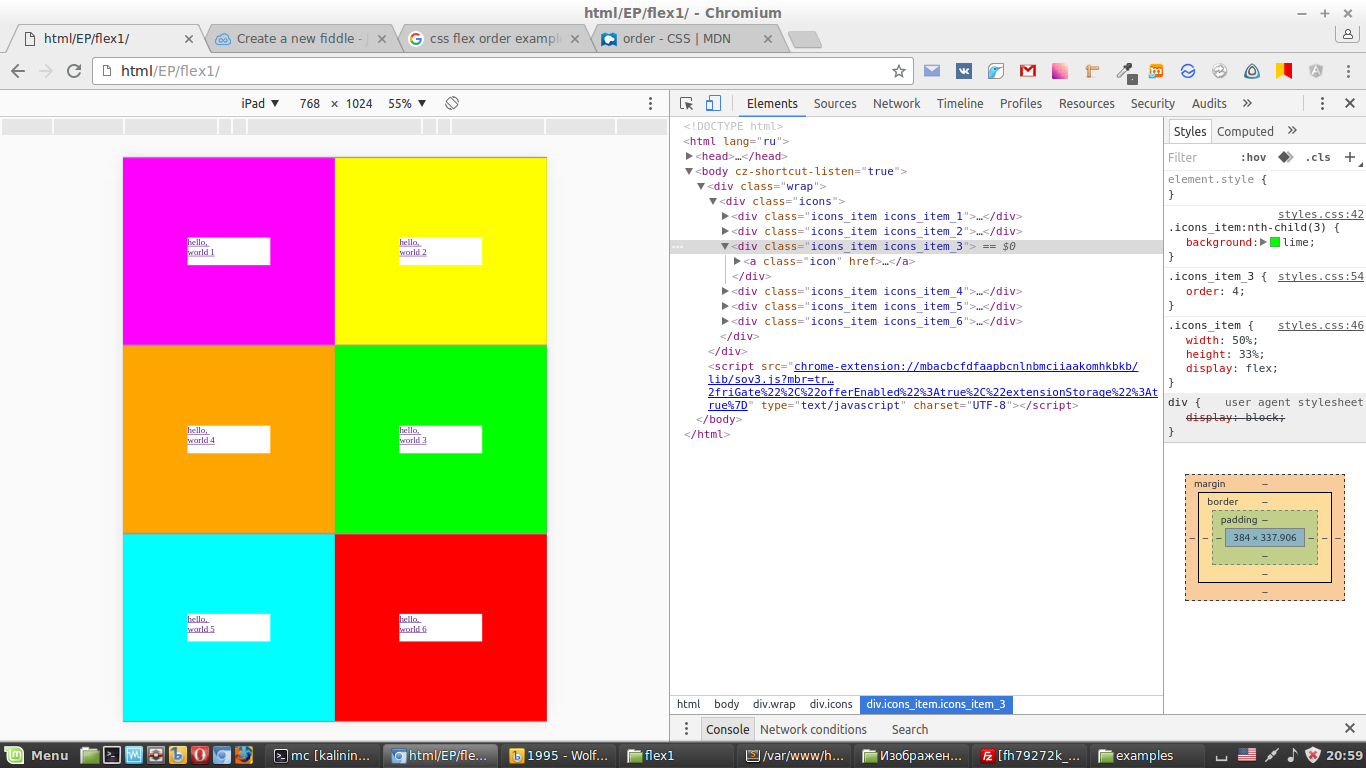 html/EP/flex1/ - Chromium
html/EP/flex1/
Create a new fiddle - J
css flex order exampl
order - CSS | MDN
html/EP/flex1/
iPad ▼ 768 × 1024 55% ▼
Elements Sources Network Timeline Profiles Resources Security Audits »
<!DOCTYPE html>
<html lang="ru">
▶<head>…</head>
▼<body cz-shortcut-listen="true">
▼<div class="wrap">
▼<div class="icons">
▶<div class="icons_item icons_item_1">…</div>
▶<div class="icons_item icons_item_2">…</div>
▼<div class="icons_item icons_item_3"> == $0
▶<a class="icon" href>…</a>
</div>
▶<div class="icons_item icons_item_4">…</div>
▶<div class="icons_item icons_item_5">…</div>
▶<div class="icons_item icons_item_6">…</div>
</div>
</div>
<script src="chrome-extension://mbacbcfdfaapbcnlnbmciiaakomhkbkb/
lib/sov3.js?mbr=tr…
2friGate%22%2C%22offerEnabled%22%3Atrue%2C%22extensionStorage%22%3At
rue%7D" type="text/javascript" charset="UTF-8"></script>
</body>
</html>
html body div.wrap div.icons div.icons_item.icons_item_3
Styles Computed »
Filter :hov .cls +
element.style {
}
styles.css:42
.icons_item:nth-child(3) {
background:▶ lime;
}
.icons_item_3 { styles.css:54
order: 4;
}
.icons_item { styles.css:46
width: 50%;
height: 33%;
display: flex;
}
div { user agent stylesheet
display: block;
}
margin –
border –
padding –
– – – 384 × 337.906 – – –
–
–
–
hello,
world 1
hello,
world 2
hello,
world 4
hello,
world 3
hello,
world 5
hello,
world 6
Console Network conditions Search
Menu
mc [kalinin...
html/EP/fle...
1995 - Wolf...
flex1
/var/www/h...
Изображен...
[fh79272k_...
examples
20:59